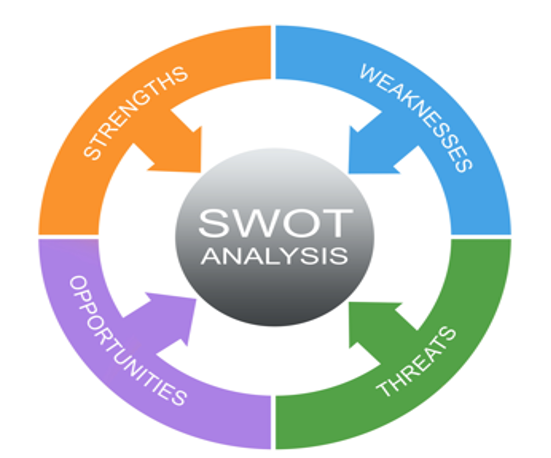 STRENGTHS
WEAKNESSES
SWOT
ANALYSIS
OPPORTUNITIES
THREATS